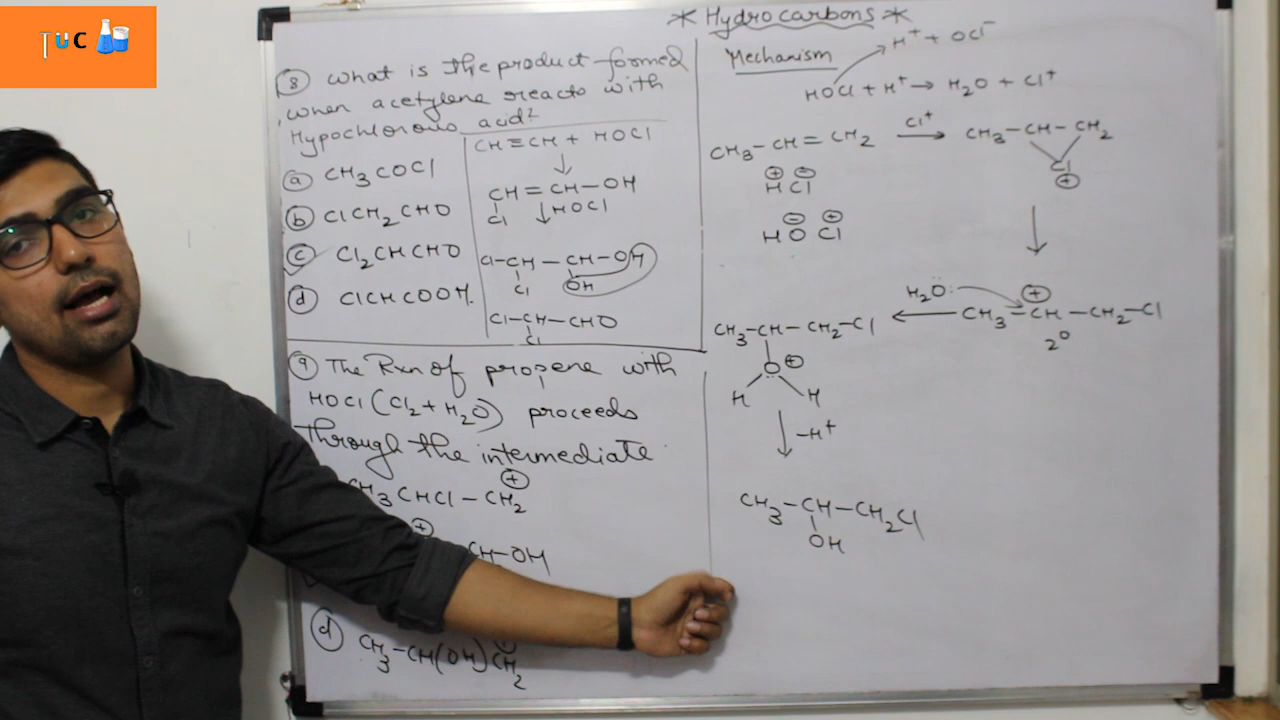 TUC
* Hydrocarbons *
8 What is the product formed
when acetylene reacts with
Hypochlorous acid?
a CH3COCl
b ClCH2CHO
c Cl2CHCHO
d ClCHCOOH.
CH≡CH + HOCl
↓
CH=CH-OH
Cl ↓HOCl
Cl-CH-CH-OH
Cl OH
Cl-CH-CHO
Cl
9 The Rxn of propene with
HOCl (Cl2+H2O) proceeds
through the intermediate
CH3CHCl-CH2
+
+
CH-OH
d CH3-CH(OH)CH2
Mechanism
H+ + OCl-
HOCl + H+ → H2O + Cl+
CH3-CH=CH2 Cl+ → CH3-CH-CH2
Cl
+
+ -
H Cl
- +
H O Cl
↓
H2O: + CH3-CH-CH2-Cl
2°
←
CH3-CH-CH2-Cl
O +
H H
↓ -H+
CH3-CH-CH2Cl
OH